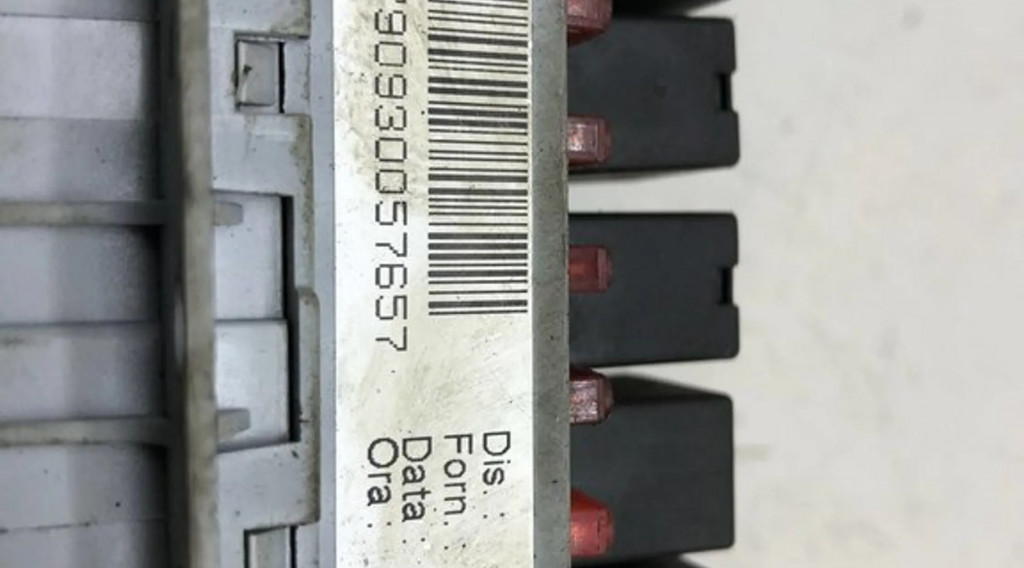 90930057657
Dis. :
Forn. :
Data :
Ora :